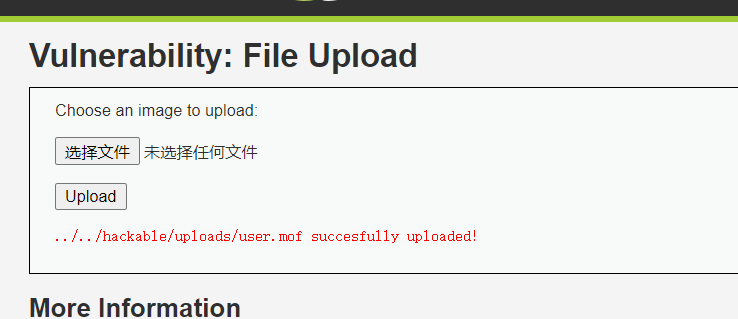 Vulnerability: File Upload
Choose an image to upload:
选择文件 未选择任何文件
Upload
../../hackable/uploads/user.mof succesfully uploaded!
More Information